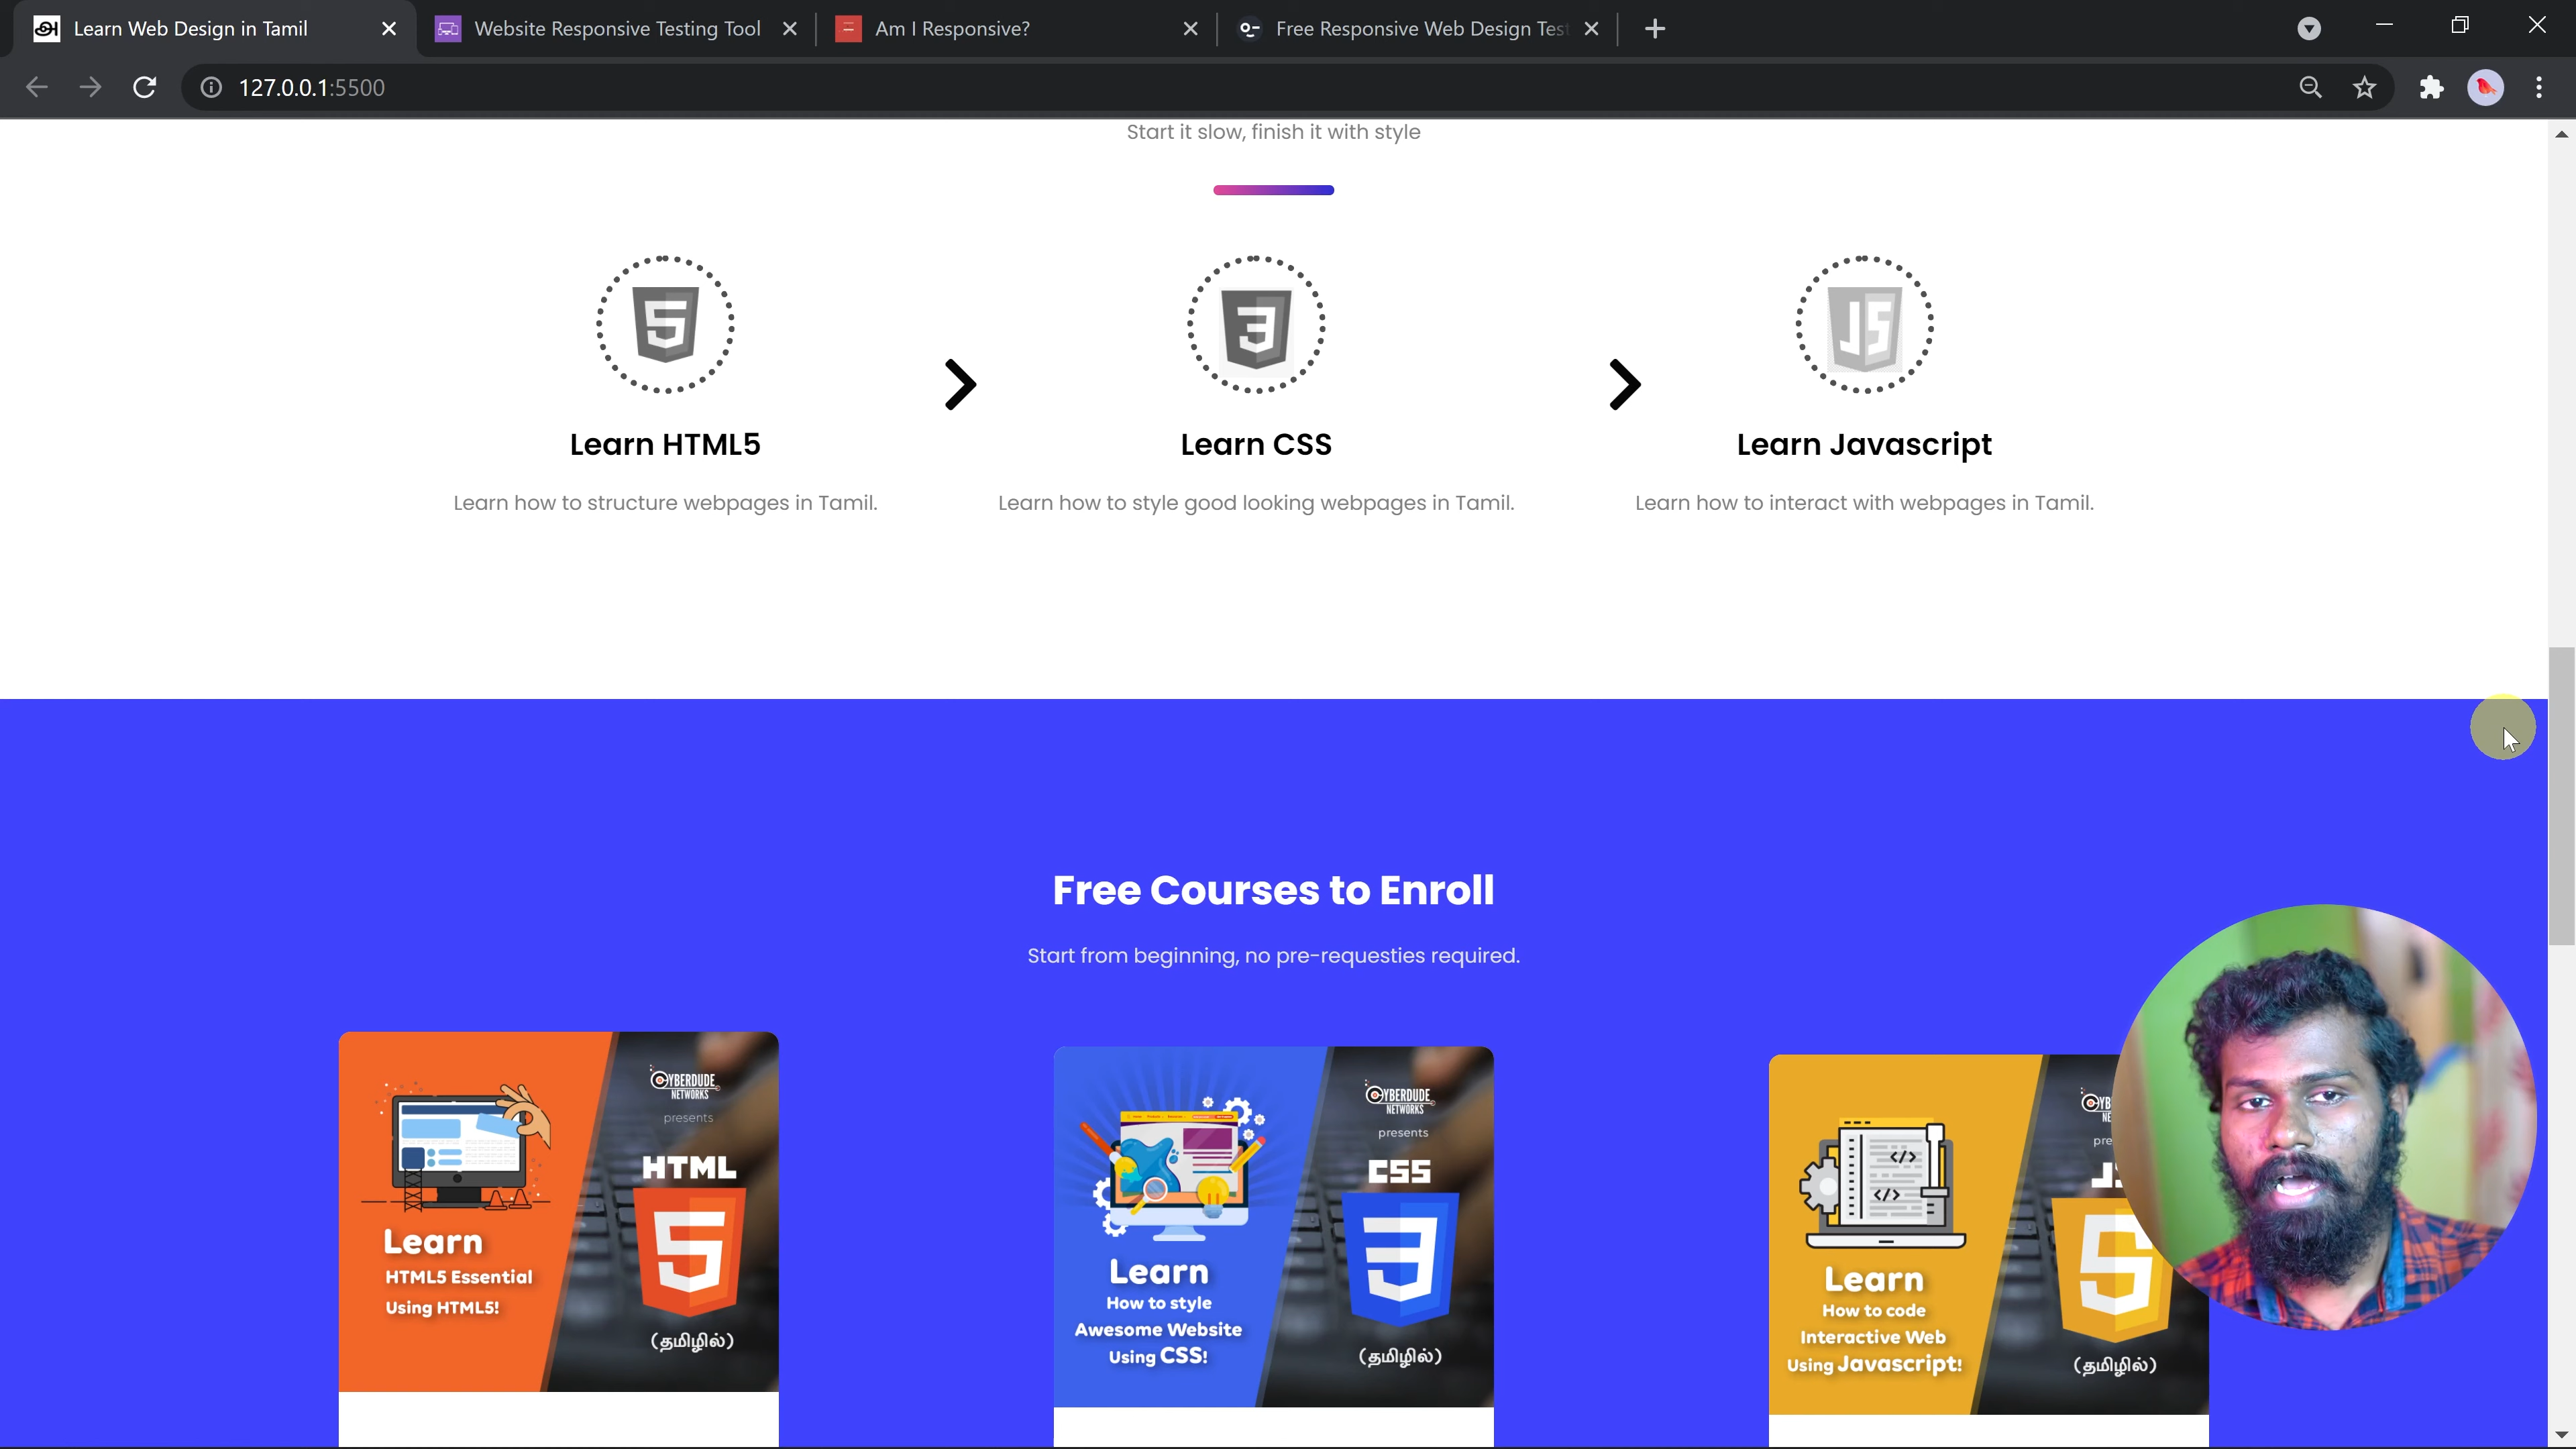 Learn Web Design in Tamil
Website Responsive Testing Tool
Am I Responsive?
Free Responsive Web Design Test
127.0.0.1:5500
Start it slow, finish it with style
Learn HTML5
Learn how to structure webpages in Tamil.
Learn CSS
Learn how to style good looking webpages in Tamil.
Learn Javascript
Learn how to interact with webpages in Tamil.
Free Courses to Enroll
Start from beginning, no pre-requesties required.
CYBERDUDE
NETWORKS
presents
HTML
5
Learn
HTML5 Essential
Using HTML5!
(தமிழில்)
CYBERDUDE
NETWORKS
presents
CSS
3
Learn
How to style
Awesome Website
Using CSS!
(தமிழில்)
Learn
How to code
Interactive Web
Using Javascript!
(தமிழில்)